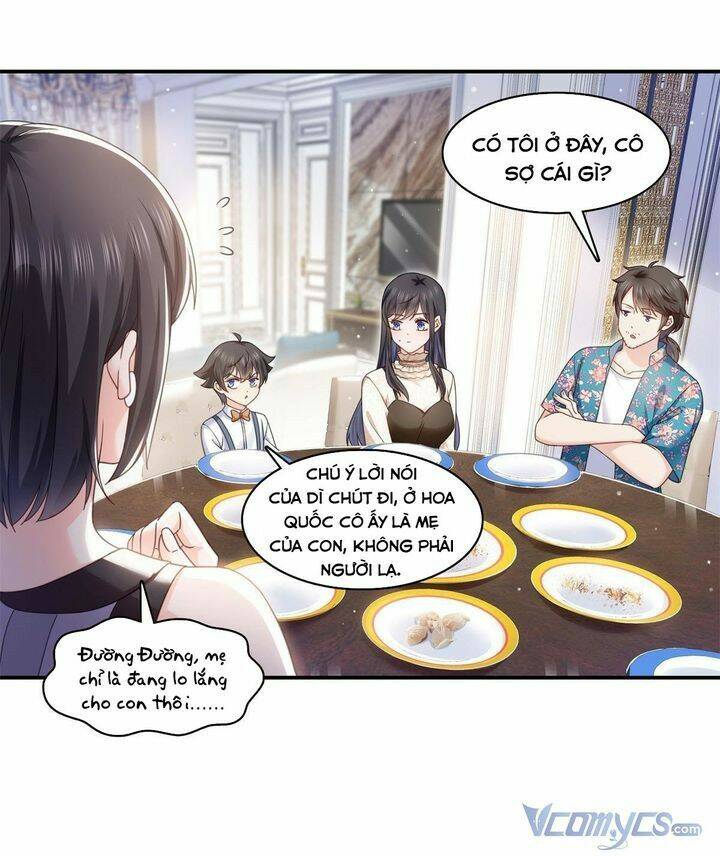 CÓ TÔI Ở ĐÂY, CÔ
SỢ CÁI GÌ?
CHÚ Ý LỜI NÓI
CỦA DÌ CHÚT ĐI, Ở HOA
QUỐC CÔ ẤY LÀ MẸ
CỦA CON, KHÔNG PHẢI
NGƯỜI LẠ.
Đường Đường, mẹ
chỉ là đang lo lắng
cho con thôi......
VCOMYCS.COM